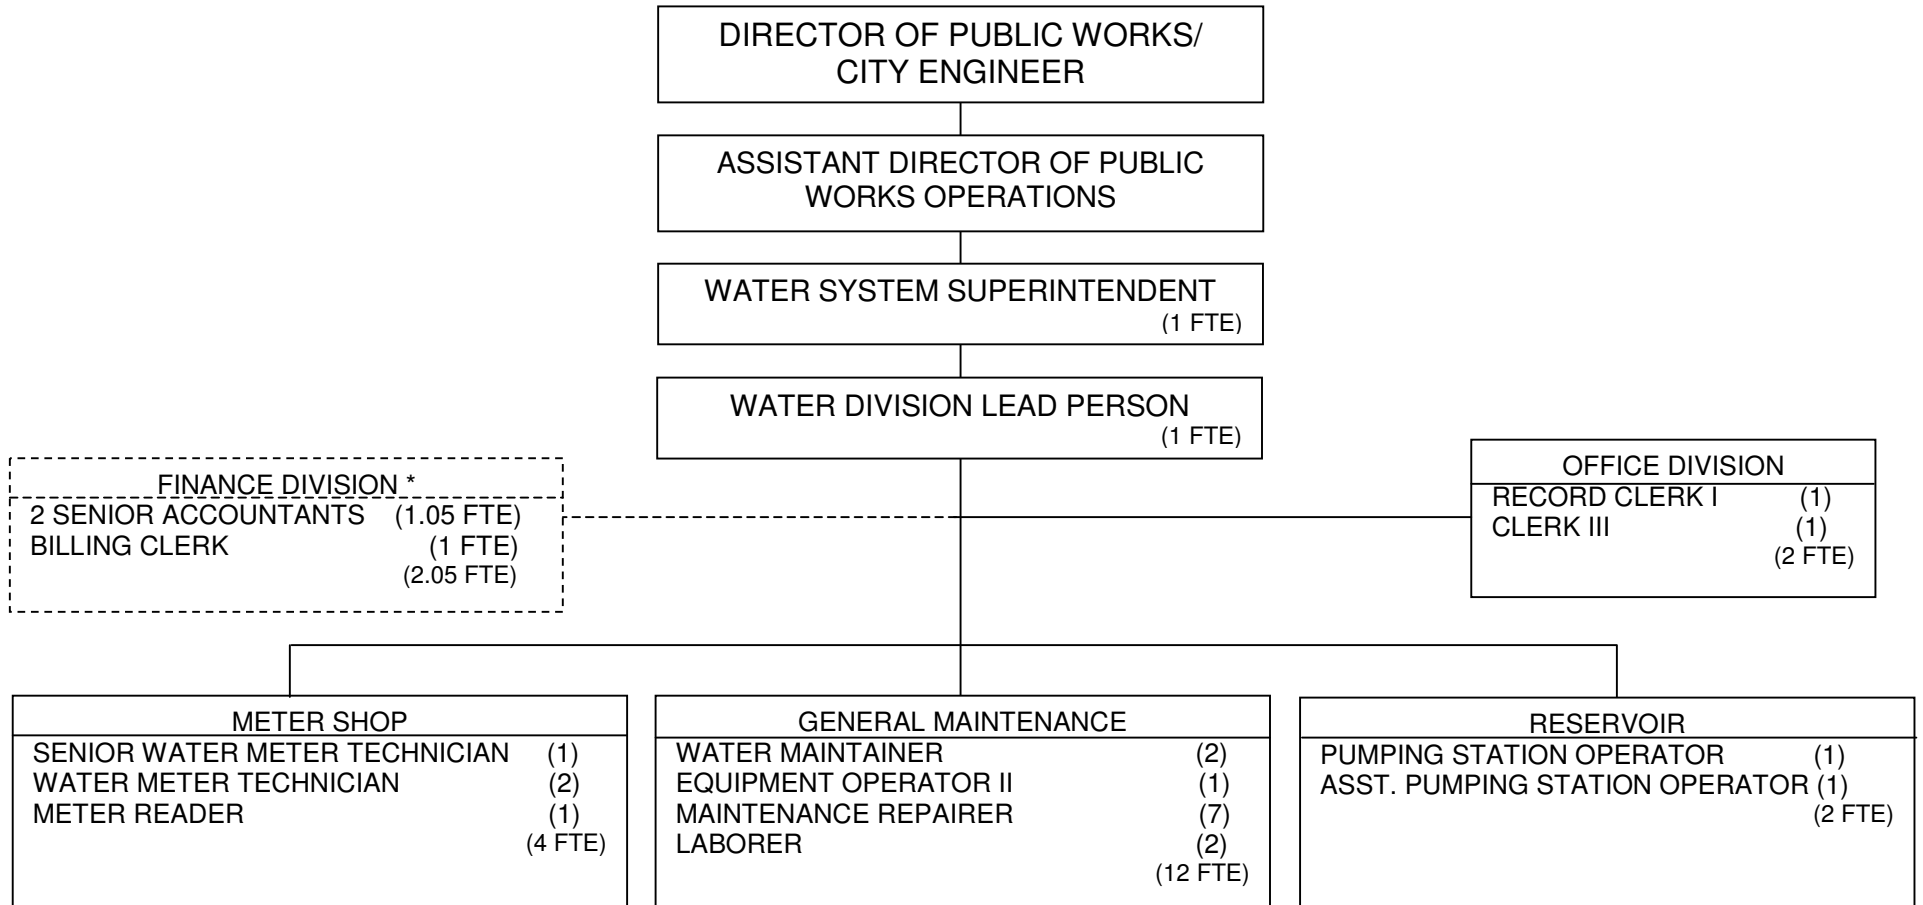 DIRECTOR OF PUBLIC WORKS/
CITY ENGINEER
ASSISTANT DIRECTOR OF PUBLIC
WORKS OPERATIONS
WATER SYSTEM SUPERINTENDENT
(1 FTE)
WATER DIVISION LEAD PERSON
(1 FTE)
FINANCE DIVISION *
2 SENIOR ACCOUNTANTS (1.05 FTE)
BILLING CLERK (1 FTE)
(2.05 FTE)
OFFICE DIVISION
RECORD CLERK I (1)
CLERK III (1)
(2 FTE)
METER SHOP
SENIOR WATER METER TECHNICIAN (1)
WATER METER TECHNICIAN (2)
METER READER (1)
(4 FTE)
GENERAL MAINTENANCE
WATER MAINTAINER (2)
EQUIPMENT OPERATOR II (1)
MAINTENANCE REPAIRER (7)
LABORER (2)
(12 FTE)
RESERVOIR
PUMPING STATION OPERATOR (1)
ASST. PUMPING STATION OPERATOR (1)
(2 FTE)